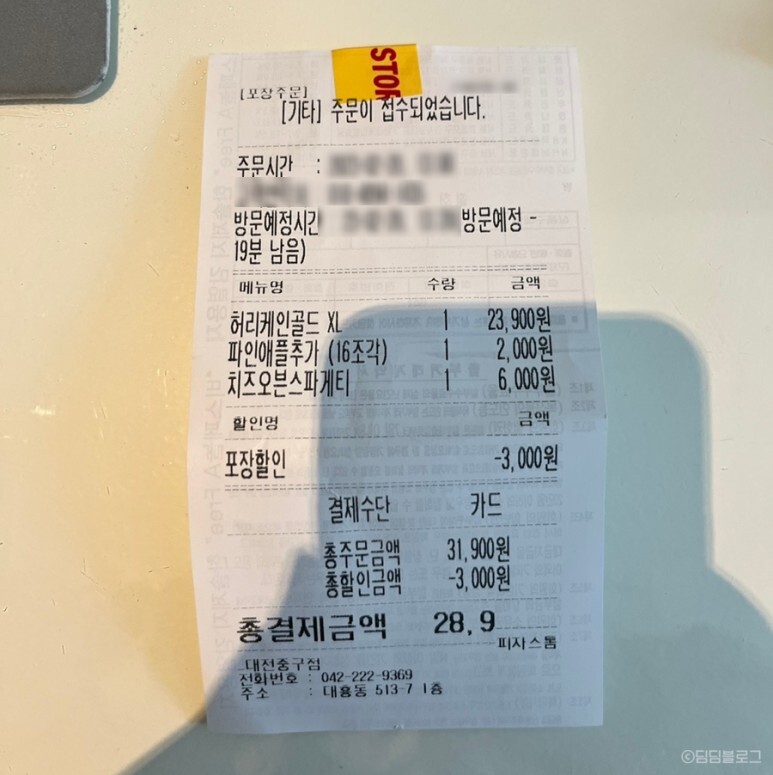 STOP
[포장주문]
[기타] 주문이 접수되었습니다.
주문시간 :
방문예정시간 방문예정 -
19분 남음)
메뉴명 수량 금액
허리케인골드 XL 1 23,900원
파인애플추가 (16조각) 1 2,000원
치즈오븐스파게티 1 6,000원
할인명 금액
포장할인 -3,000원
결제수단 카드
총주문금액 31,900원
총할인금액 -3,000원
총결제금액 28,9
피자스톰
_대전중구점
전화번호 : 042-222-9369
주소 : 대흥동 513-7 1층
©딤딤블로그